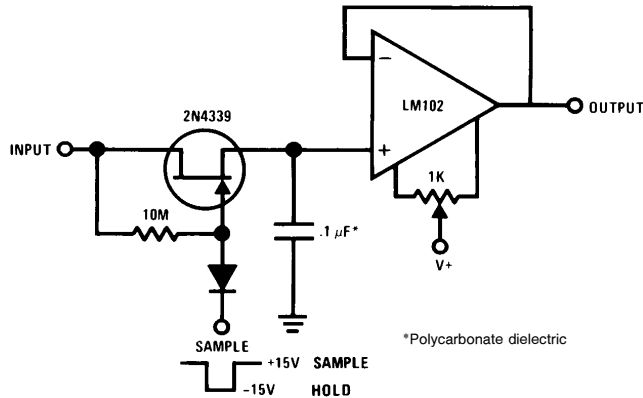 2N4339
LM102
OUTPUT
INPUT
−
+
1K
10M
.1 μF*
V+
SAMPLE
*Polycarbonate dielectric
+15V SAMPLE
−15V HOLD